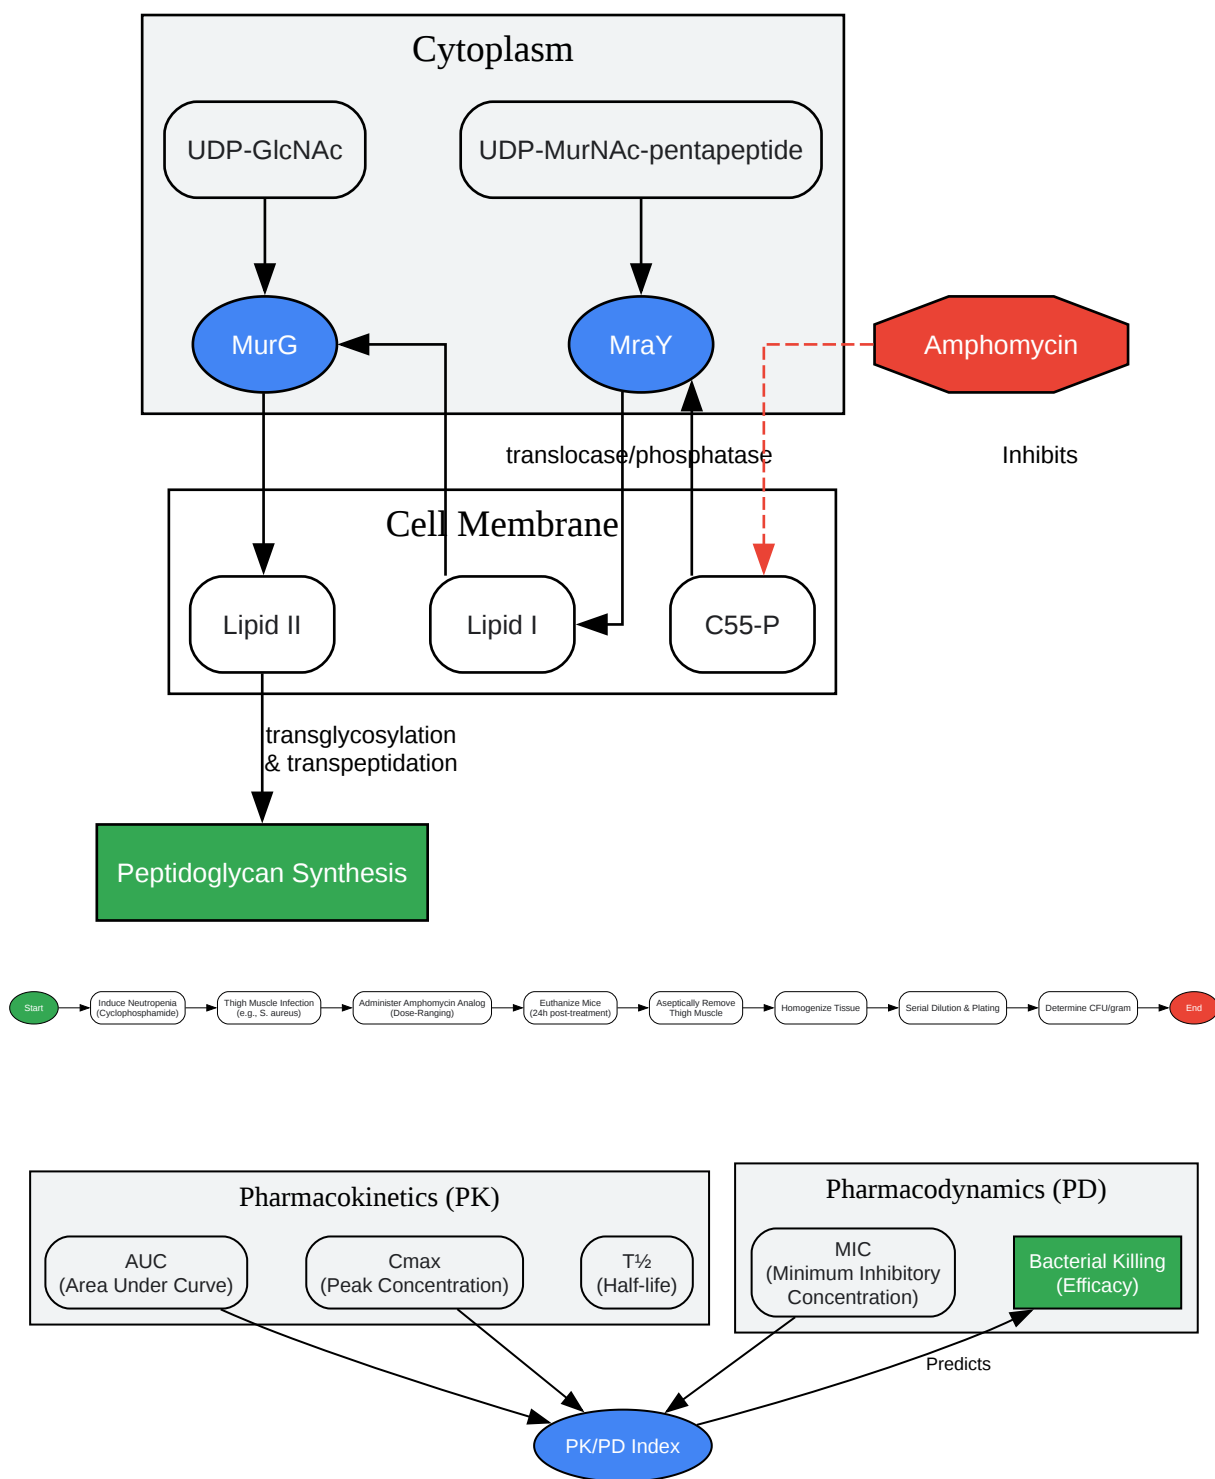 Cytoplasm
UDP-GlcNAc
UDP-MurNAc-pentapeptide
MurG
MraY
Amphomycin
translocase/phosphatase
Inhibits
Cell Membrane
Lipid II
Lipid I
C55-P
transglycosylation
& transpeptidation
Peptidoglycan Synthesis
Start
Induce Neutropenia
(Cyclophosphamide)
Thigh Muscle Infection
(e.g., S. aureus)
Administer Amphomycin Analog
(Dose-Ranging)
Euthanize Mice
(24h post-treatment)
Aseptically Remove
Thigh Muscle
Homogenize Tissue
Serial Dilution & Plating
Determine CFU/gram
End
Pharmacokinetics (PK)
AUC
(Area Under Curve)
Cmax
(Peak Concentration)
T½
(Half-life)
Pharmacodynamics (PD)
MIC
(Minimum Inhibitory
Concentration)
Bacterial Killing
(Efficacy)
Predicts
PK/PD Index